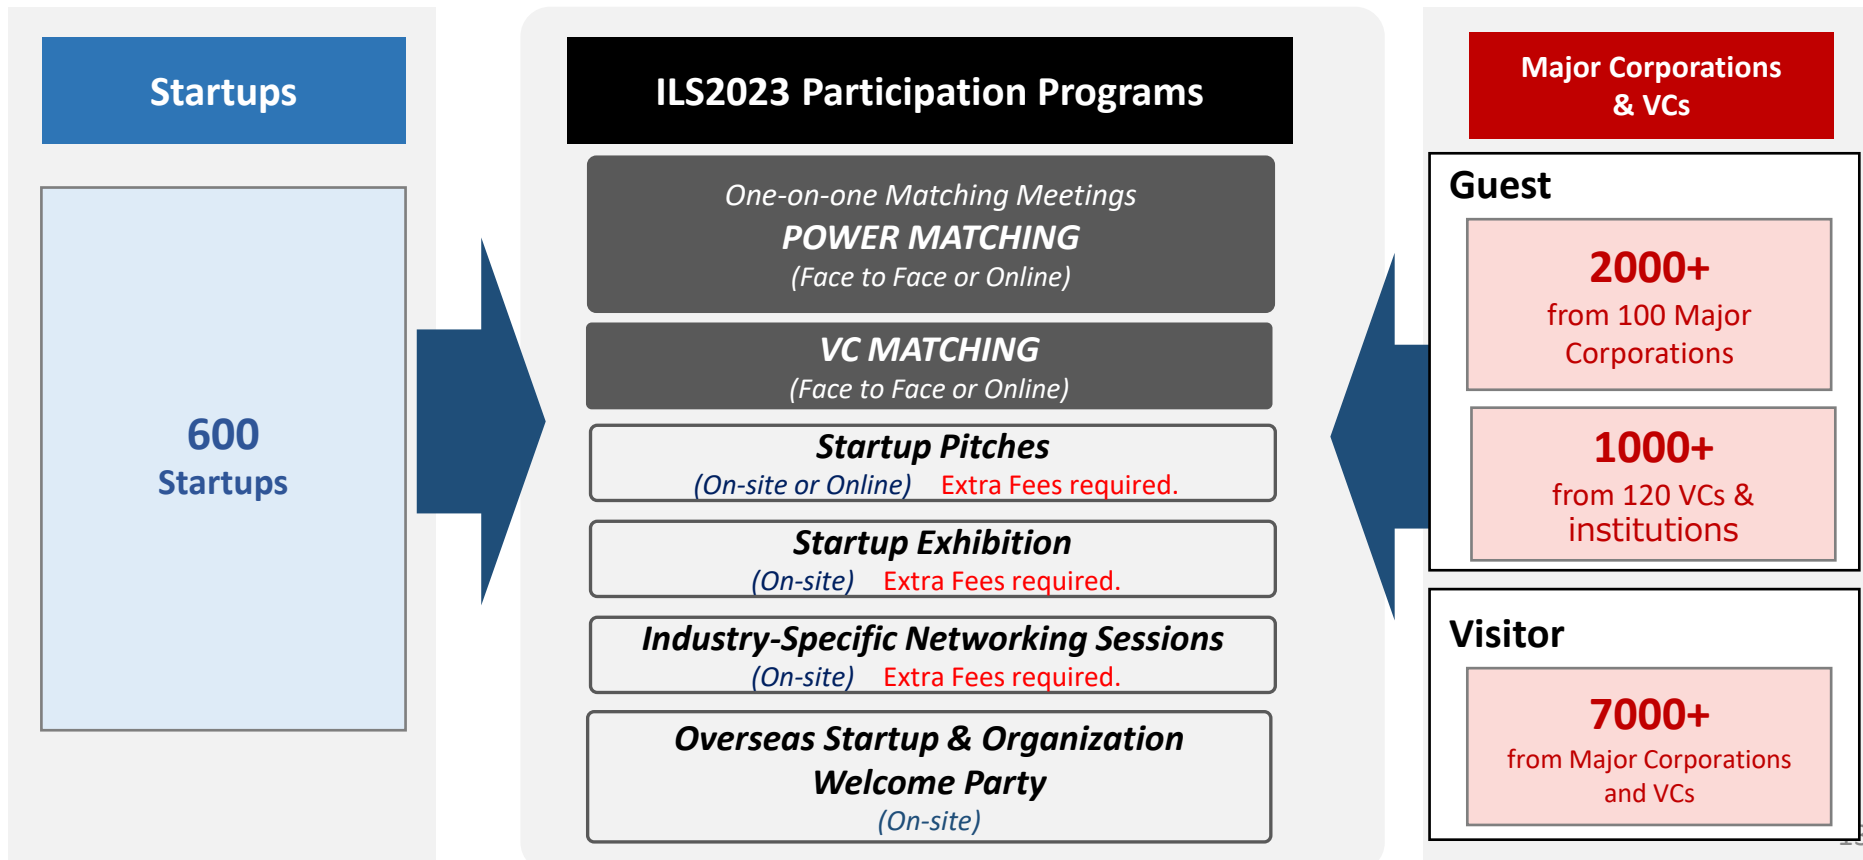 Startups
600
Startups
ILS2023 Participation Programs
One-on-one Matching Meetings
POWER MATCHING
(Face to Face or Online)
VC MATCHING
(Face to Face or Online)
Startup Pitches
(On-site or Online) Extra Fees required.
Startup Exhibition
(On-site) Extra Fees required.
Industry-Specific Networking Sessions
(On-site) Extra Fees required.
Overseas Startup & Organization
Welcome Party
(On-site)
Major Corporations
& VCs
Guest
2000+
from 100 Major
Corporations
1000+
from 120 VCs &
institutions
Visitor
7000+
from Major Corporations
and VCs